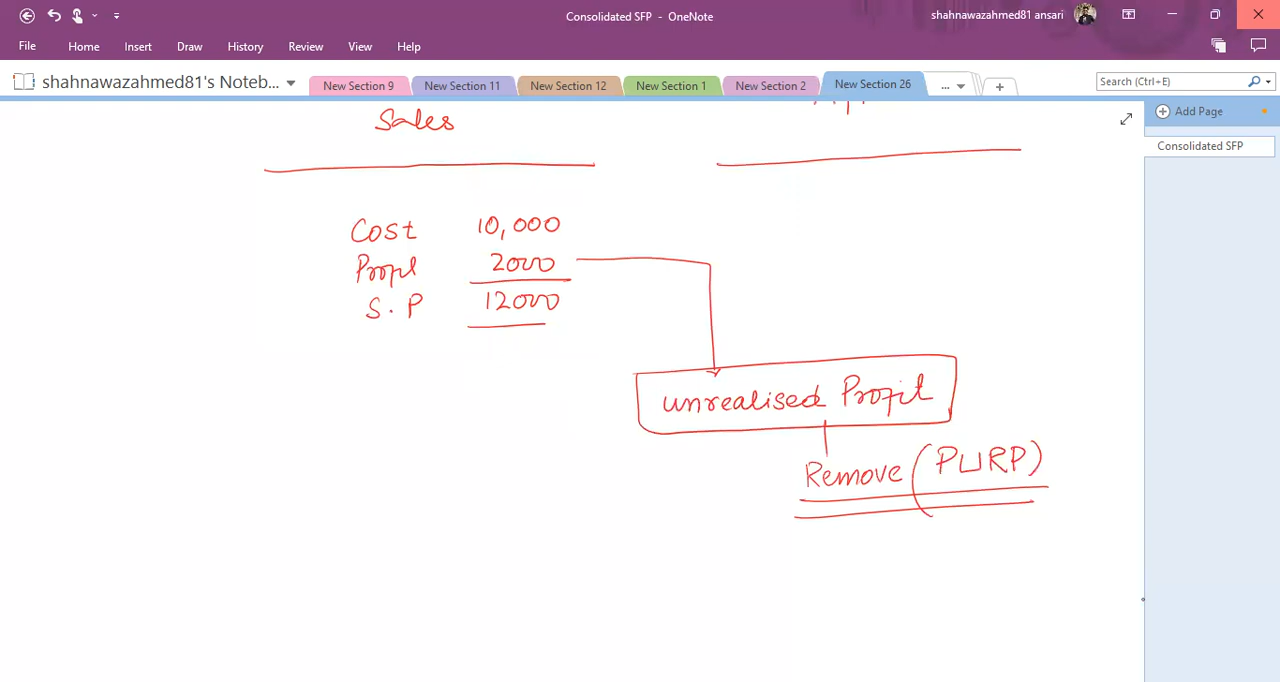 Consolidated SFP - OneNote
shahnawazahmed81 ansari
File Home Insert Draw History Review View Help
shahnawazahmed81's Noteb...
New Section 9 New Section 11 New Section 12 New Section 1 New Section 2 New Section 26 ...
Search (Ctrl+E)
Add Page
Consolidated SFP
Sales
Cost 10,000
Profit 2000
S.P 12000
unrealised Profit
Remove (PURP)